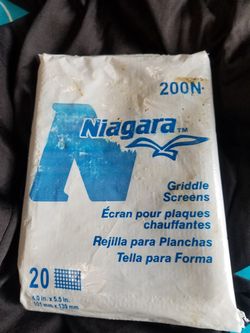 200N
Niagara™
Griddle
Screens
Écran pour plaques
chauffantes
Rejilla para Planchas
Tella para Forma
20
4.0 in. x 5.5 in.
101 mm x 139 mm